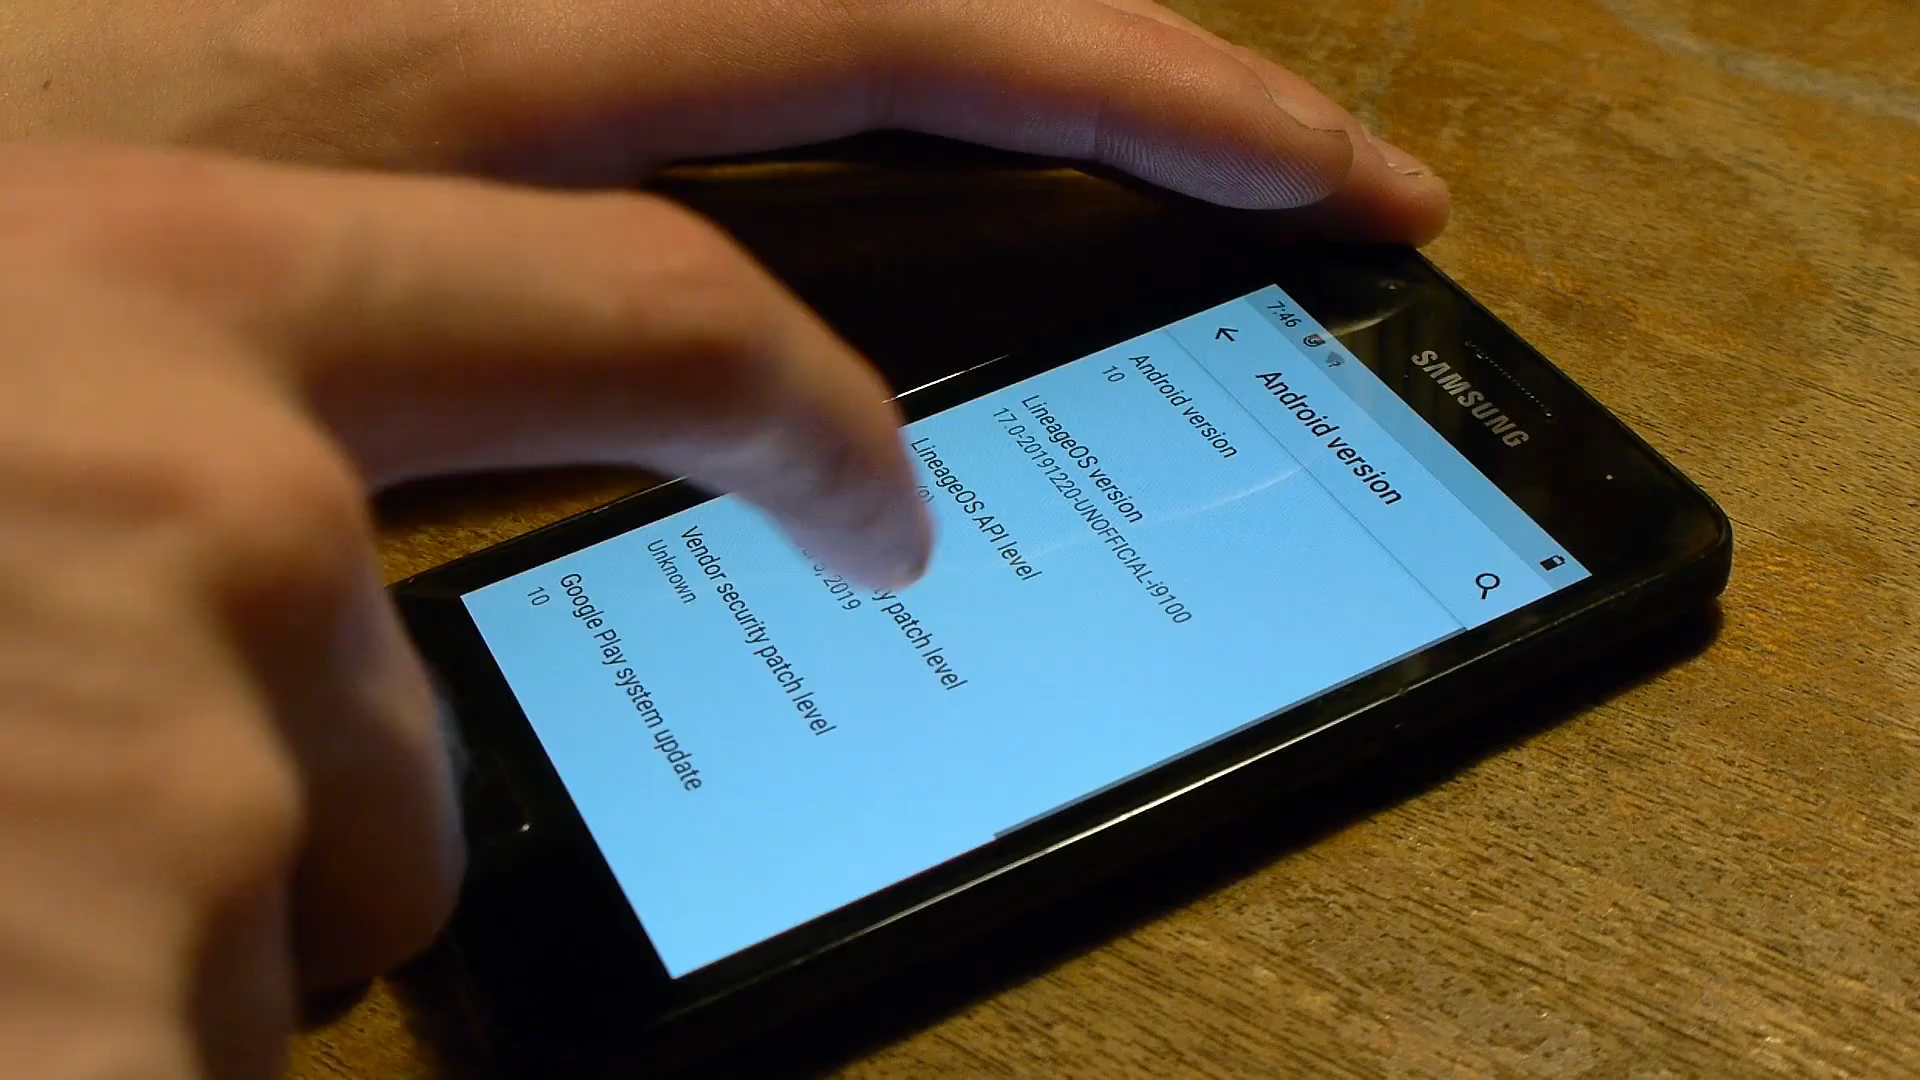 SAMSUNG
7:46
Android version
Android version
10
LineageOS version
17.0-20191220-UNOFFICIAL-i9100
LineageOS API level
patch level
2019
Vendor security patch level
Unknown
Google Play system update
10